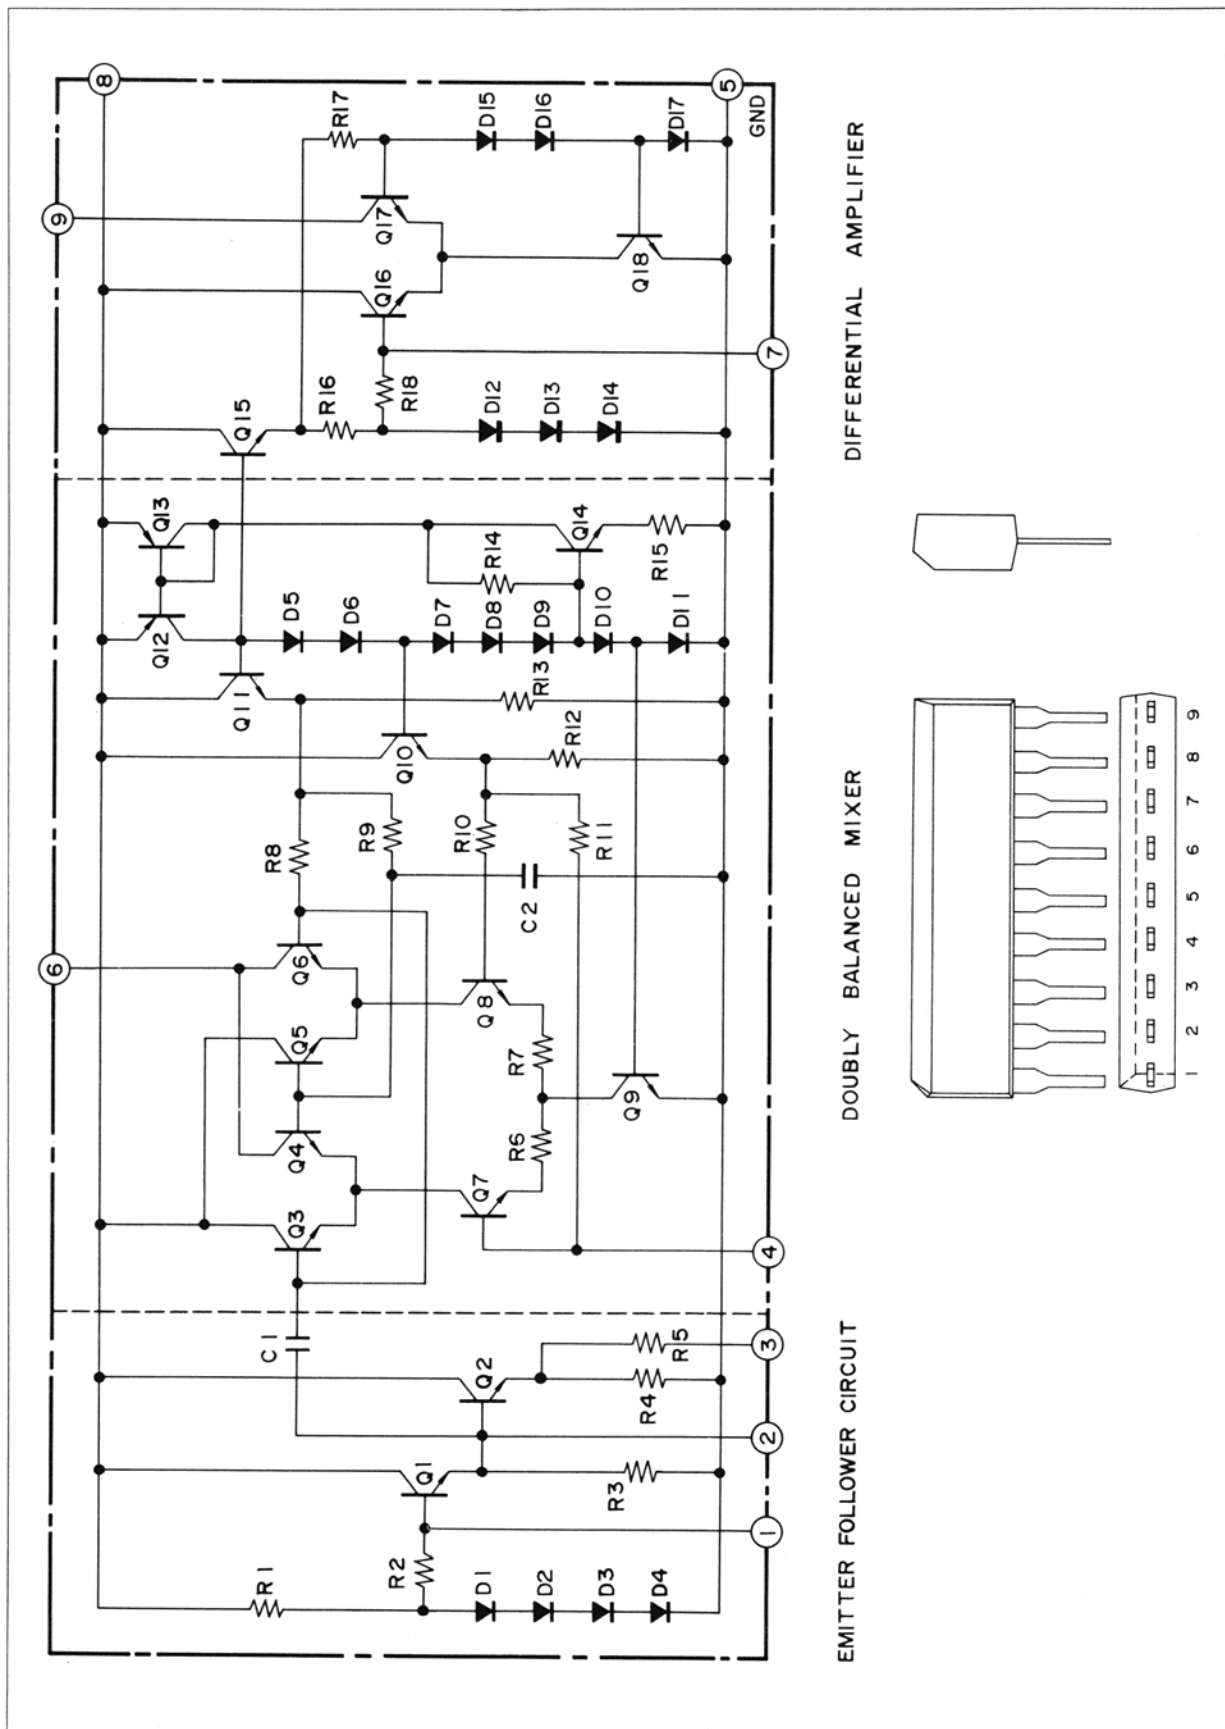 8
9
6
R17
D15
D16
D17
5
GND
Q17
Q16
Q18
7
Q15
R16
R18
D12
D13
D14
DIFFERENTIAL AMPLIFIER
Q13
Q12
Q14
R14
R15
D5
D6
D7
D8
D9
D10
D11
Q11
R13
Q10
R12
R8
R9
R10
R11
C2
Q6
Q5
Q4
Q3
Q8
Q7
R7
R6
Q9
4
DOUBLY BALANCED MIXER
C1
Q2
R5
R4
3
2
Q1
R3
1
R1
R2
D1
D2
D3
D4
EMITTER FOLLOWER CIRCUIT
1 2 3 4 5 6 7 8 9